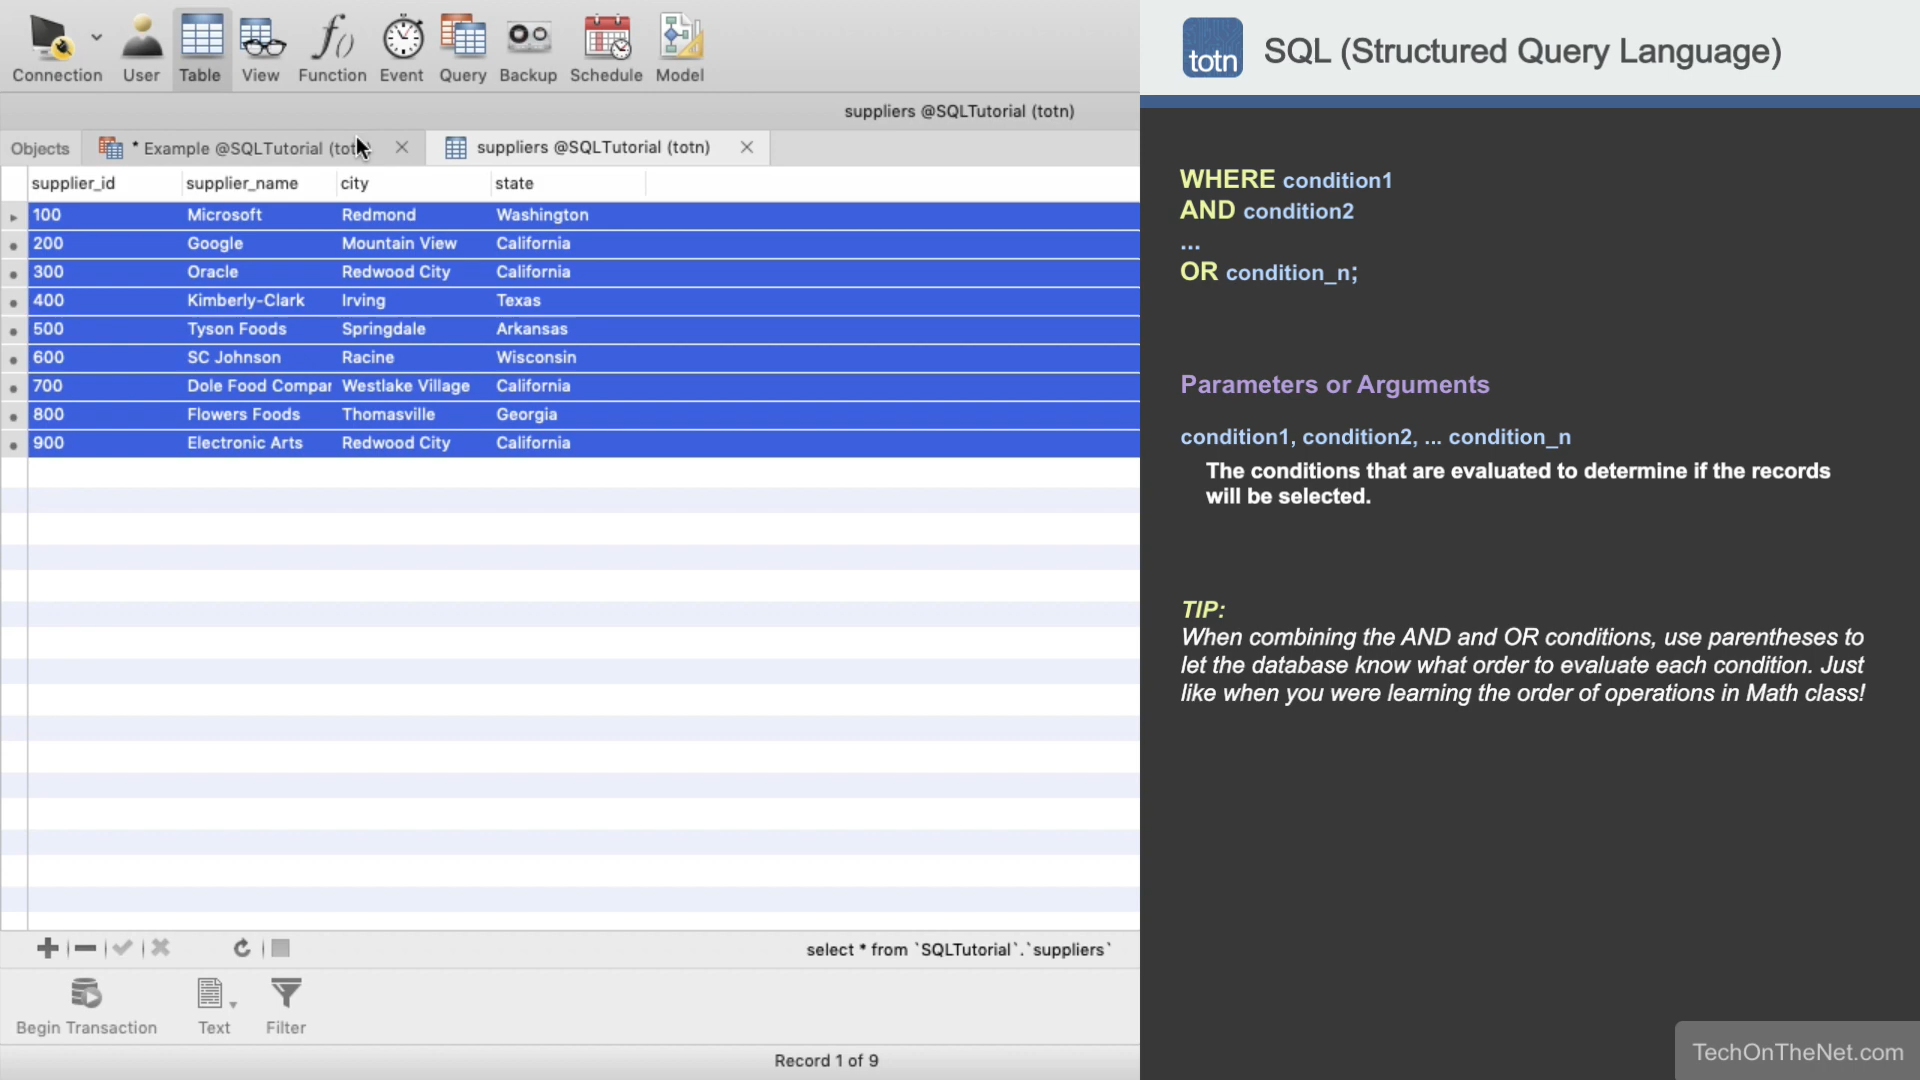 Connection User Table View Function Event Query Backup Schedule Model
suppliers @SQLTutorial (totn)
Objects * Example @SQLTutorial (totn) suppliers @SQLTutorial (totn)
supplier_id supplier_name city state
100 Microsoft Redmond Washington
200 Google Mountain View California
300 Oracle Redwood City California
400 Kimberly-Clark Irving Texas
500 Tyson Foods Springdale Arkansas
600 SC Johnson Racine Wisconsin
700 Dole Food Compar Westlake Village California
800 Flowers Foods Thomasville Georgia
900 Electronic Arts Redwood City California
select * from `SQLTutorial`.`suppliers`
Begin Transaction Text Filter
Record 1 of 9
totn SQL (Structured Query Language)
WHERE condition1
AND condition2
...
OR condition_n;
Parameters or Arguments
condition1, condition2, ... condition_n
The conditions that are evaluated to determine if the records
will be selected.
TIP:
When combining the AND and OR conditions, use parentheses to
let the database know what order to evaluate each condition. Just
like when you were learning the order of operations in Math class!
TechOnTheNet.com